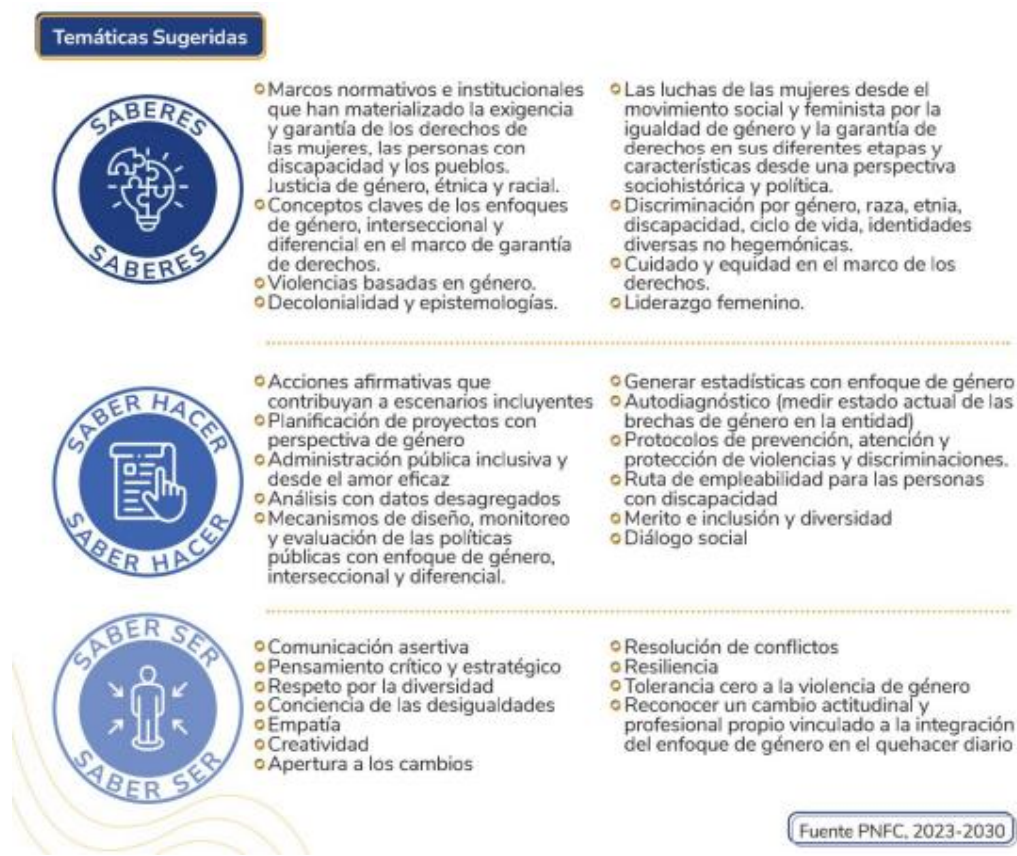 Temáticas Sugeridas
SABERES
SABERES
Marcos normativos e institucionales
que han materializado la exigencia
y garantía de los derechos de
las mujeres, las personas con
discapacidad y los pueblos.
Justicia de género, étnica y racial.
Conceptos claves de los enfoques
de género, interseccional y
diferencial en el marco de garantía
de derechos.
Violencias basadas en género.
Decolonialidad y epistemologías.
Las luchas de las mujeres desde el
movimiento social y feminista por la
igualdad de género y la garantía de
derechos en sus diferentes etapas y
características desde una perspectiva
sociohistórica y política.
Discriminación por género, raza, etnia,
discapacidad, ciclo de vida, identidades
diversas no hegemónicas.
Cuidado y equidad en el marco de los
derechos.
Liderazgo femenino.
SABER HACER
SABER HACER
Acciones afirmativas que
contribuyan a escenarios incluyentes
Planificación de proyectos con
perspectiva de género
Administración pública inclusiva y
desde el amor eficaz
Análisis con datos desagregados
Mecanismos de diseño, monitoreo
y evaluación de las políticas
públicas con enfoque de género,
interseccional y diferencial.
Generar estadísticas con enfoque de género
Autodiagnóstico (medir estado actual de las
brechas de género en la entidad)
Protocolos de prevención, atención y
protección de violencias y discriminaciones.
Ruta de empleabilidad para las personas
con discapacidad
Merito e inclusión y diversidad
Diálogo social
SABER SER
SABER SER
Comunicación asertiva
Pensamiento crítico y estratégico
Respeto por la diversidad
Conciencia de las desigualdades
Empatía
Creatividad
Apertura a los cambios
Resolución de conflictos
Resiliencia
Tolerancia cero a la violencia de género
Reconocer un cambio actitudinal y
profesional propio vinculado a la integración
del enfoque de género en el quehacer diario
Fuente PNFC, 2023-2030